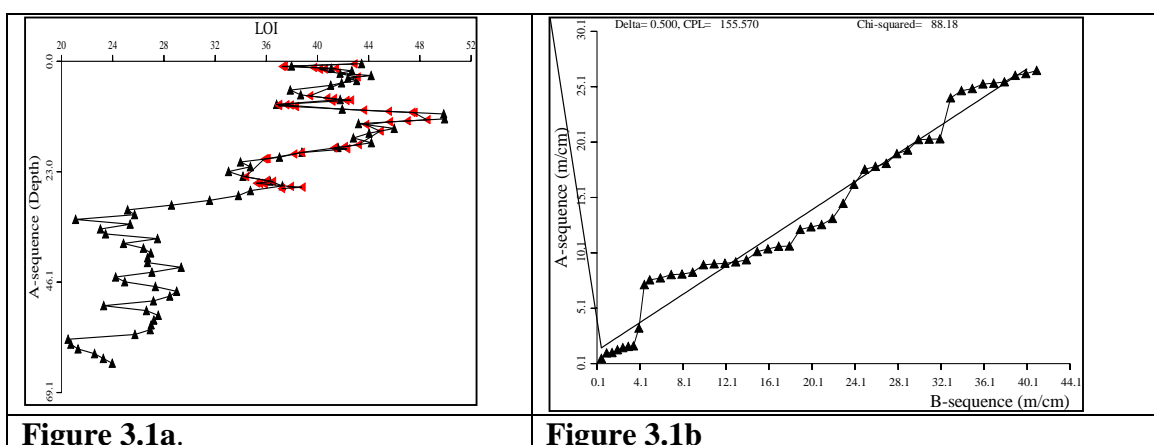 LOI
20 24 28 32 36 40 44 48 52
0.0
23.0
46.1
69.1
A-sequence (Depth)
Delta= 0.500, CPL= 155.570 Chi-squared= 88.18
30.1
25.1
20.1
15.1
10.1
5.1
0.1
A-sequence (m/cm)
0.1 4.1 8.1 12.1 16.1 20.1 24.1 28.1 32.1 36.1 40.1 44.1
B-sequence (m/cm)
Figure 3.1a.
Figure 3.1b